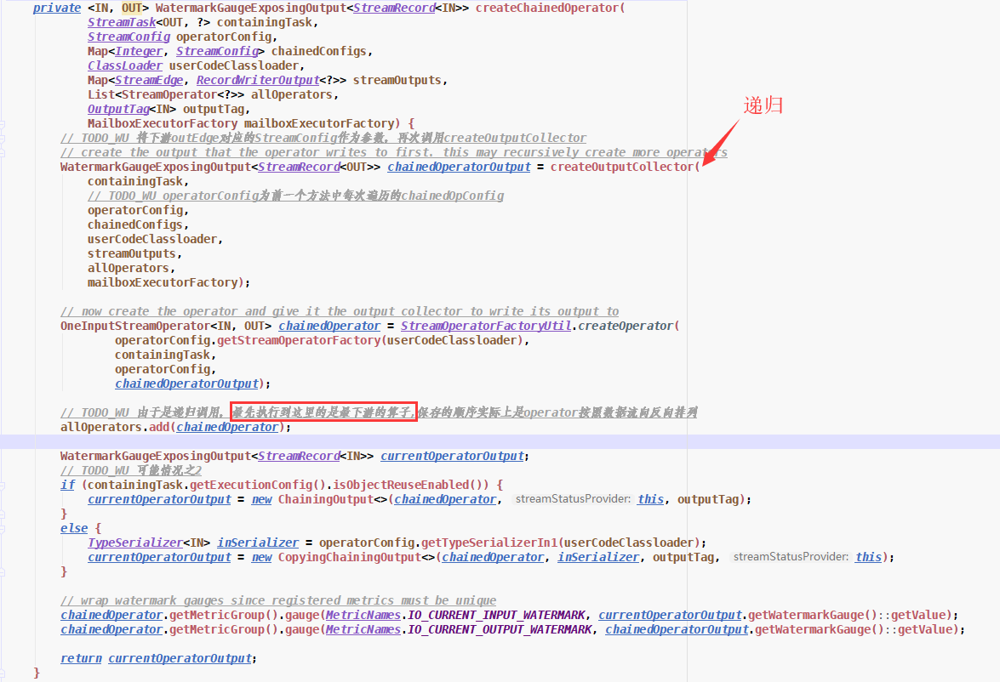 private <IN, OUT> WatermarkGaugeExposingOutput<StreamRecord<IN>> createChainedOperator(
StreamTask<OUT, ?> containingTask,
StreamConfig operatorConfig,
Map<Integer, StreamConfig> chainedConfigs,
ClassLoader userCodeClassloader,
Map<StreamEdge, RecordWriterOutput<?>> streamOutputs,
List<StreamOperator<?>> allOperators,
OutputTag<IN> outputTag,
MailboxExecutorFactory mailboxExecutorFactory) {
递归
// TODO_WU 将下游outEdge对应的StreamConfig作为参数，再次调用createOutputCollector
// create the output that the operator writes to first. this may recursively create more operators
WatermarkGaugeExposingOutput<StreamRecord<OUT>> chainedOperatorOutput = createOutputCollector(
containingTask,
// TODO_WU operatorConfig为前一个方法中每次遍历的chainedOpConfig
operatorConfig,
chainedConfigs,
userCodeClassloader,
streamOutputs,
allOperators,
mailboxExecutorFactory);
// now create the operator and give it the output collector to write its output to
OneInputStreamOperator<IN, OUT> chainedOperator = StreamOperatorFactoryUtil.createOperator(
operatorConfig.getStreamOperatorFactory(userCodeClassloader),
containingTask,
operatorConfig,
chainedOperatorOutput);
// TODO_WU 由于是递归调用，最先执行到这里的是最下游的算子,保存的顺序实际上是operator按照数据流向反向排列
allOperators.add(chainedOperator);
WatermarkGaugeExposingOutput<StreamRecord<IN>> currentOperatorOutput;
// TODO_WU 可能情况之2
if (containingTask.getExecutionConfig().isObjectReuseEnabled()) {
currentOperatorOutput = new ChainingOutput<>(chainedOperator, streamStatusProvider: this, outputTag);
}
else {
TypeSerializer<IN> inSerializer = operatorConfig.getTypeSerializerIn1(userCodeClassloader);
currentOperatorOutput = new CopyingChainingOutput<>(chainedOperator, inSerializer, outputTag, streamStatusProvider: this);
}
// wrap watermark gauges since registered metrics must be unique
chainedOperator.getMetricGroup().gauge(MetricNames.IO_CURRENT_INPUT_WATERMARK, currentOperatorOutput.getWatermarkGauge()::getValue);
chainedOperator.getMetricGroup().gauge(MetricNames.IO_CURRENT_OUTPUT_WATERMARK, chainedOperatorOutput.getWatermarkGauge()::getValue);
return currentOperatorOutput;
}